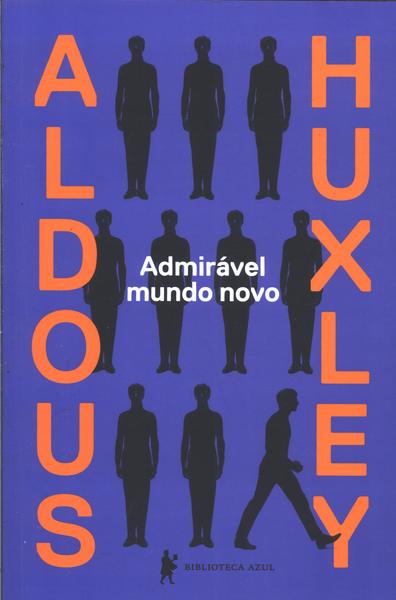 ALDOUS
HUXLEY
Admirável
mundo novo
BIBLIOTECA AZUL